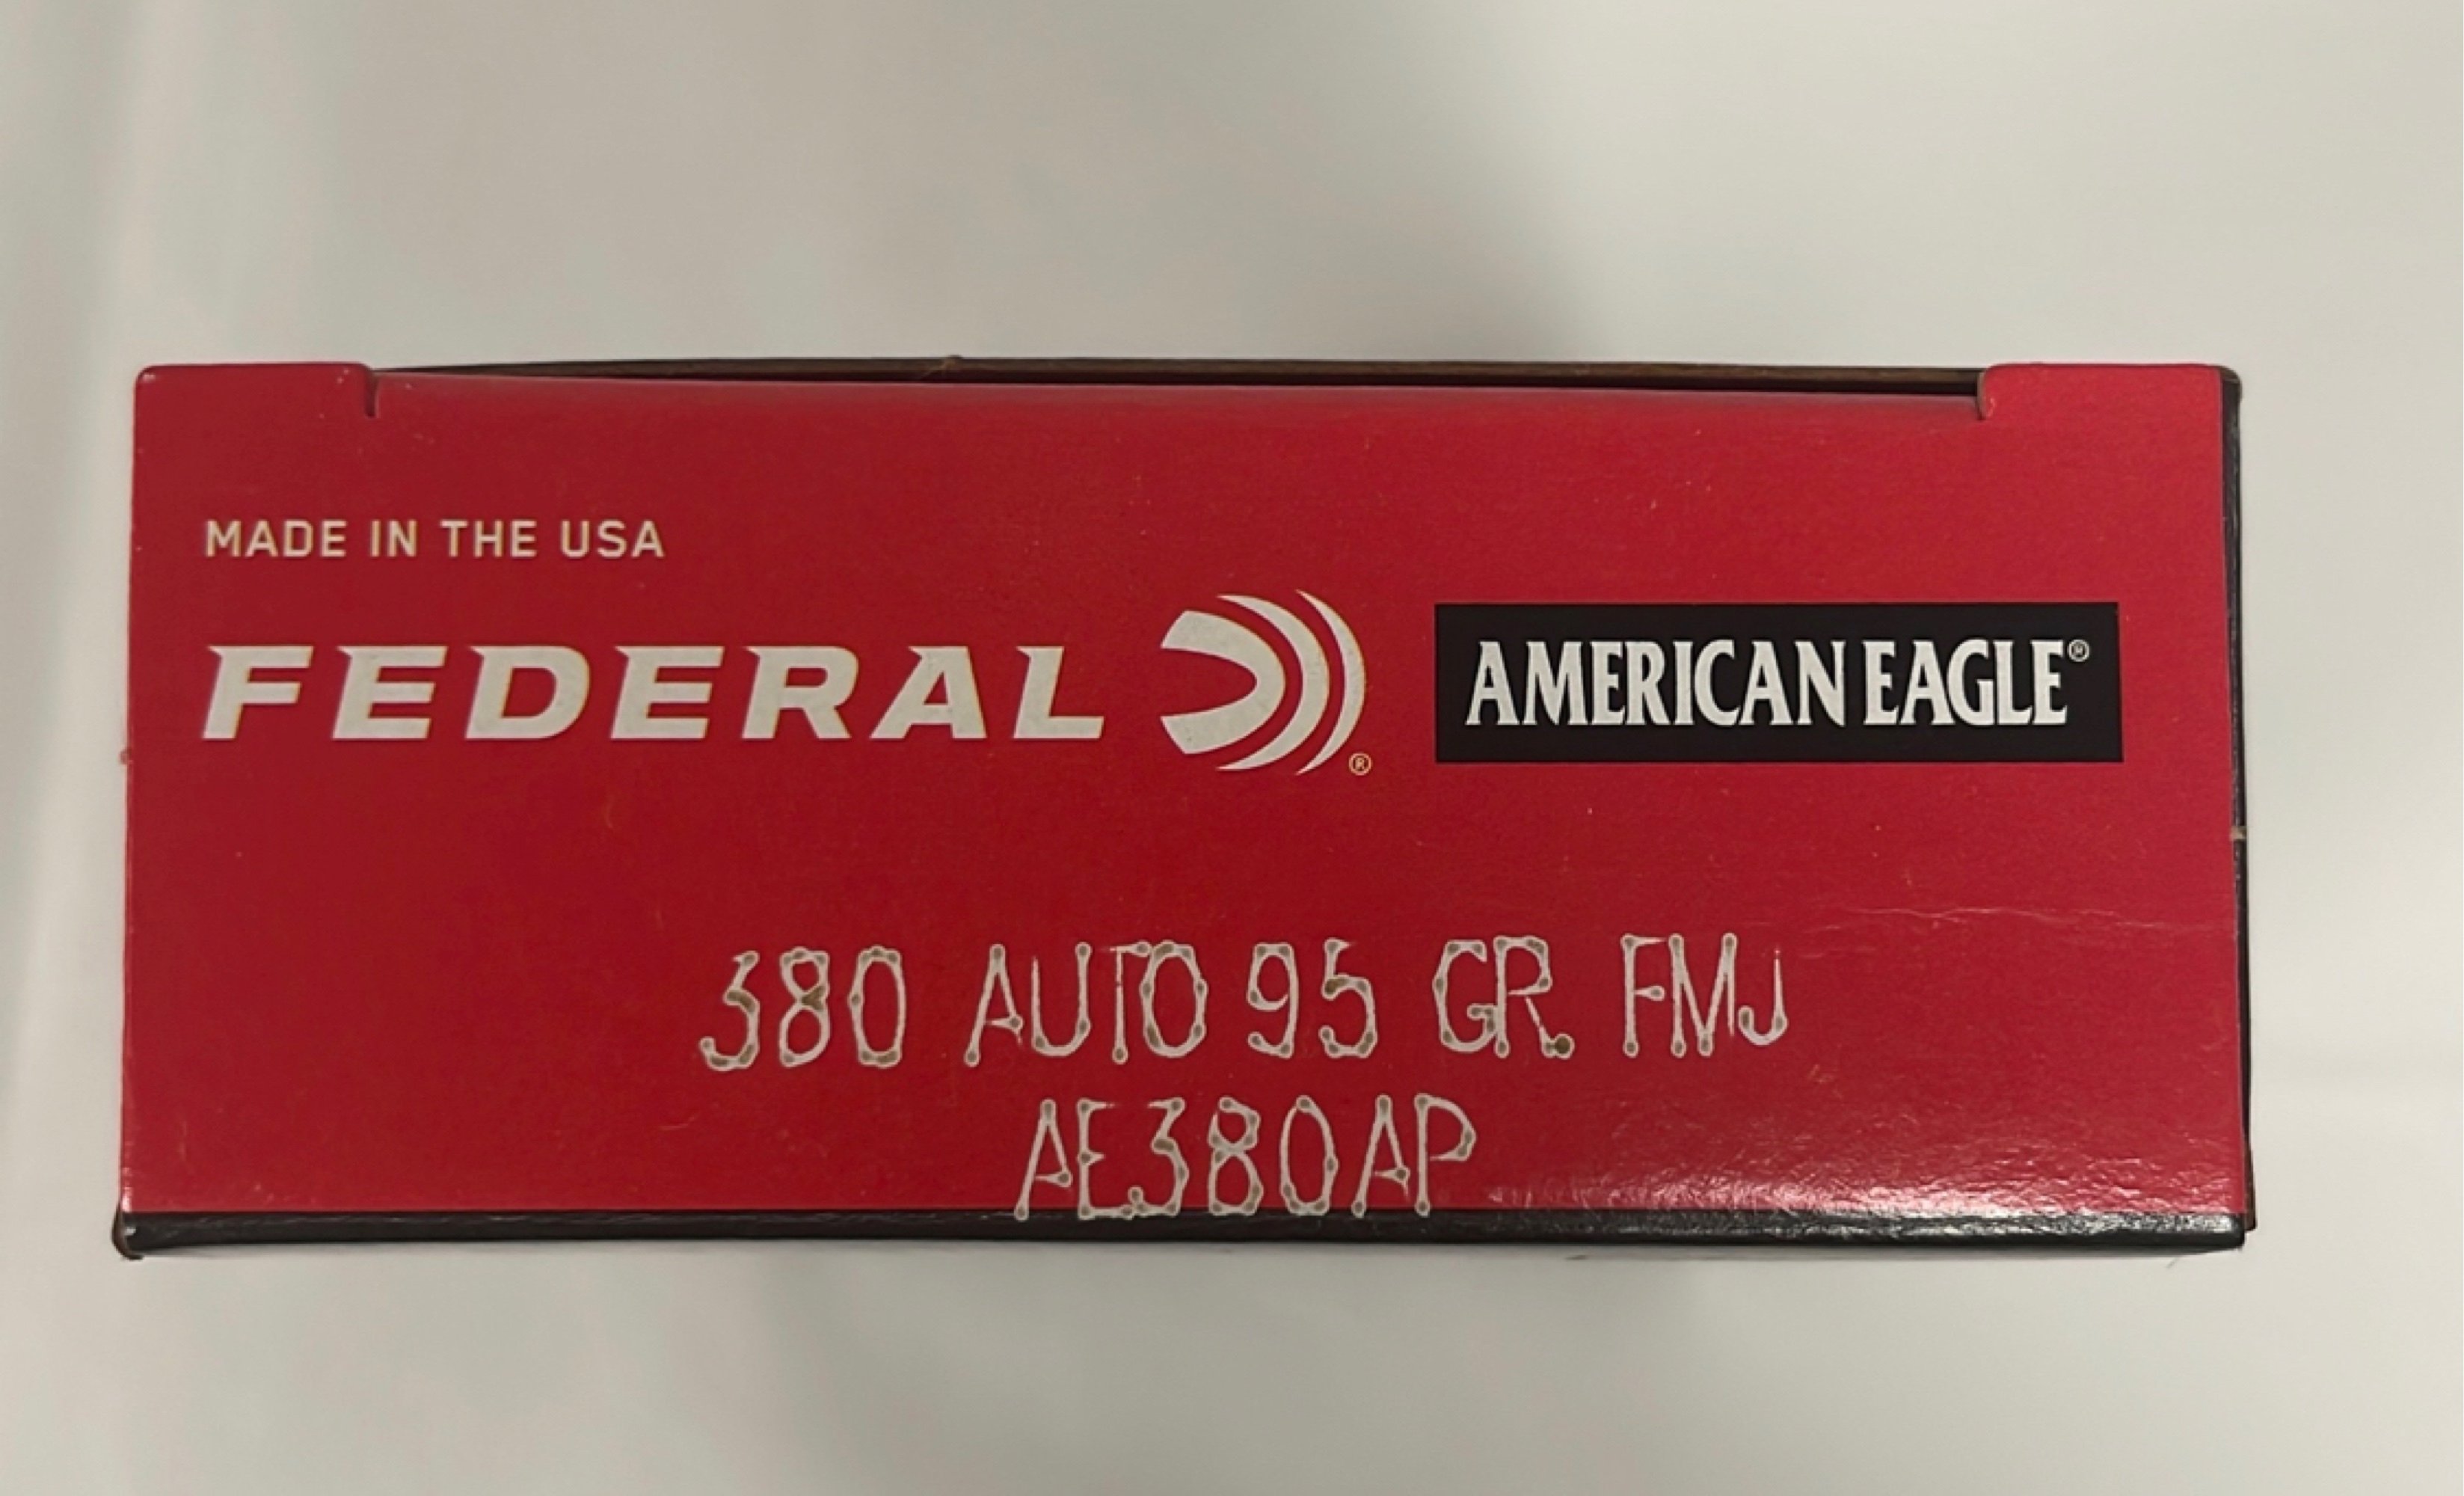 MADE IN THE USA
FEDERAL ® AMERICAN EAGLE®
380 AUTO 95 GR. FMJ
AE380AP